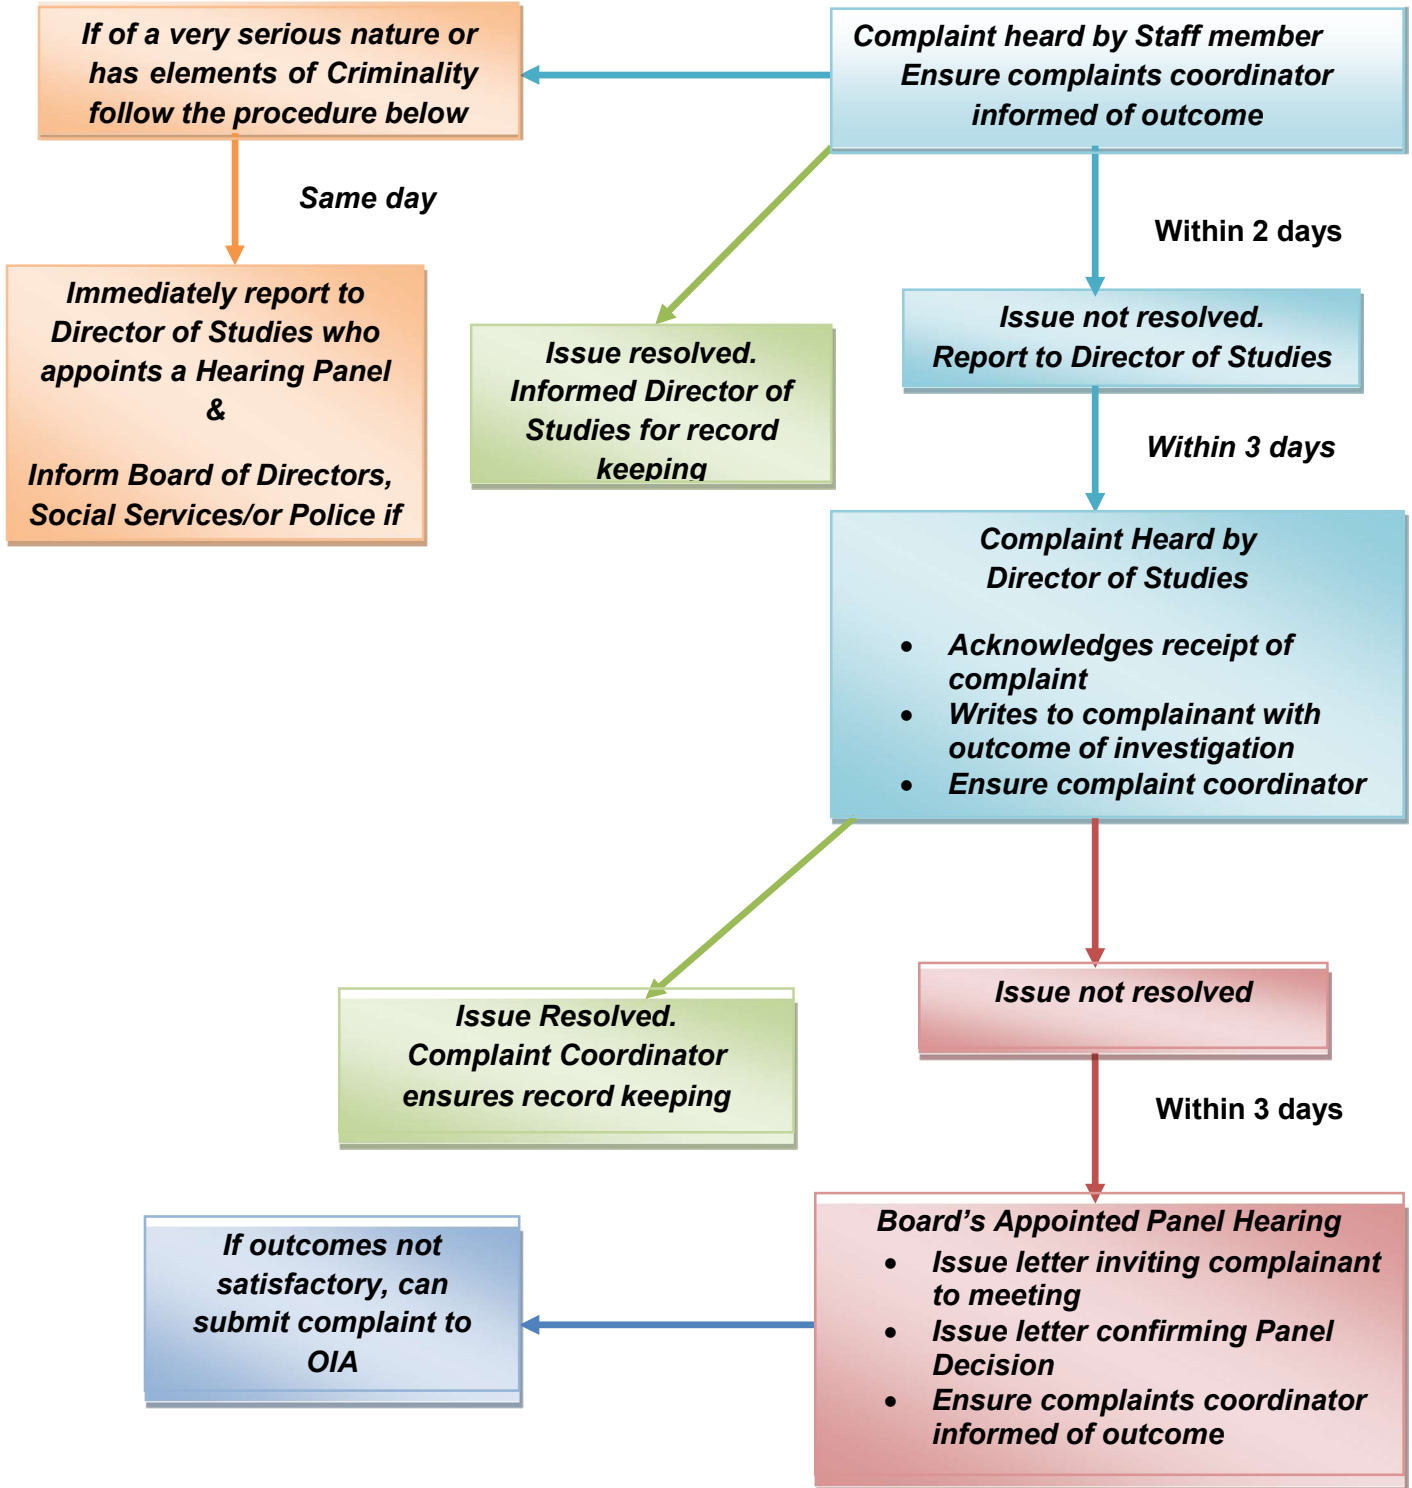 If of a very serious nature or
has elements of Criminality
follow the procedure below
Complaint heard by Staff member
Ensure complaints coordinator
informed of outcome
Same day
Within 2 days
Immediately report to
Director of Studies who
appoints a Hearing Panel
&
Inform Board of Directors,
Social Services/or Police if
Issue resolved.
Informed Director of
Studies for record
keeping
Issue not resolved.
Report to Director of Studies
Within 3 days
Complaint Heard by
Director of Studies
• Acknowledges receipt of
complaint
• Writes to complainant with
outcome of investigation
• Ensure complaint coordinator
Issue Resolved.
Complaint Coordinator
ensures record keeping
Issue not resolved
Within 3 days
If outcomes not
satisfactory, can
submit complaint to
OIA
Board’s Appointed Panel Hearing
• Issue letter inviting complainant
to meeting
• Issue letter confirming Panel
Decision
• Ensure complaints coordinator
informed of outcome